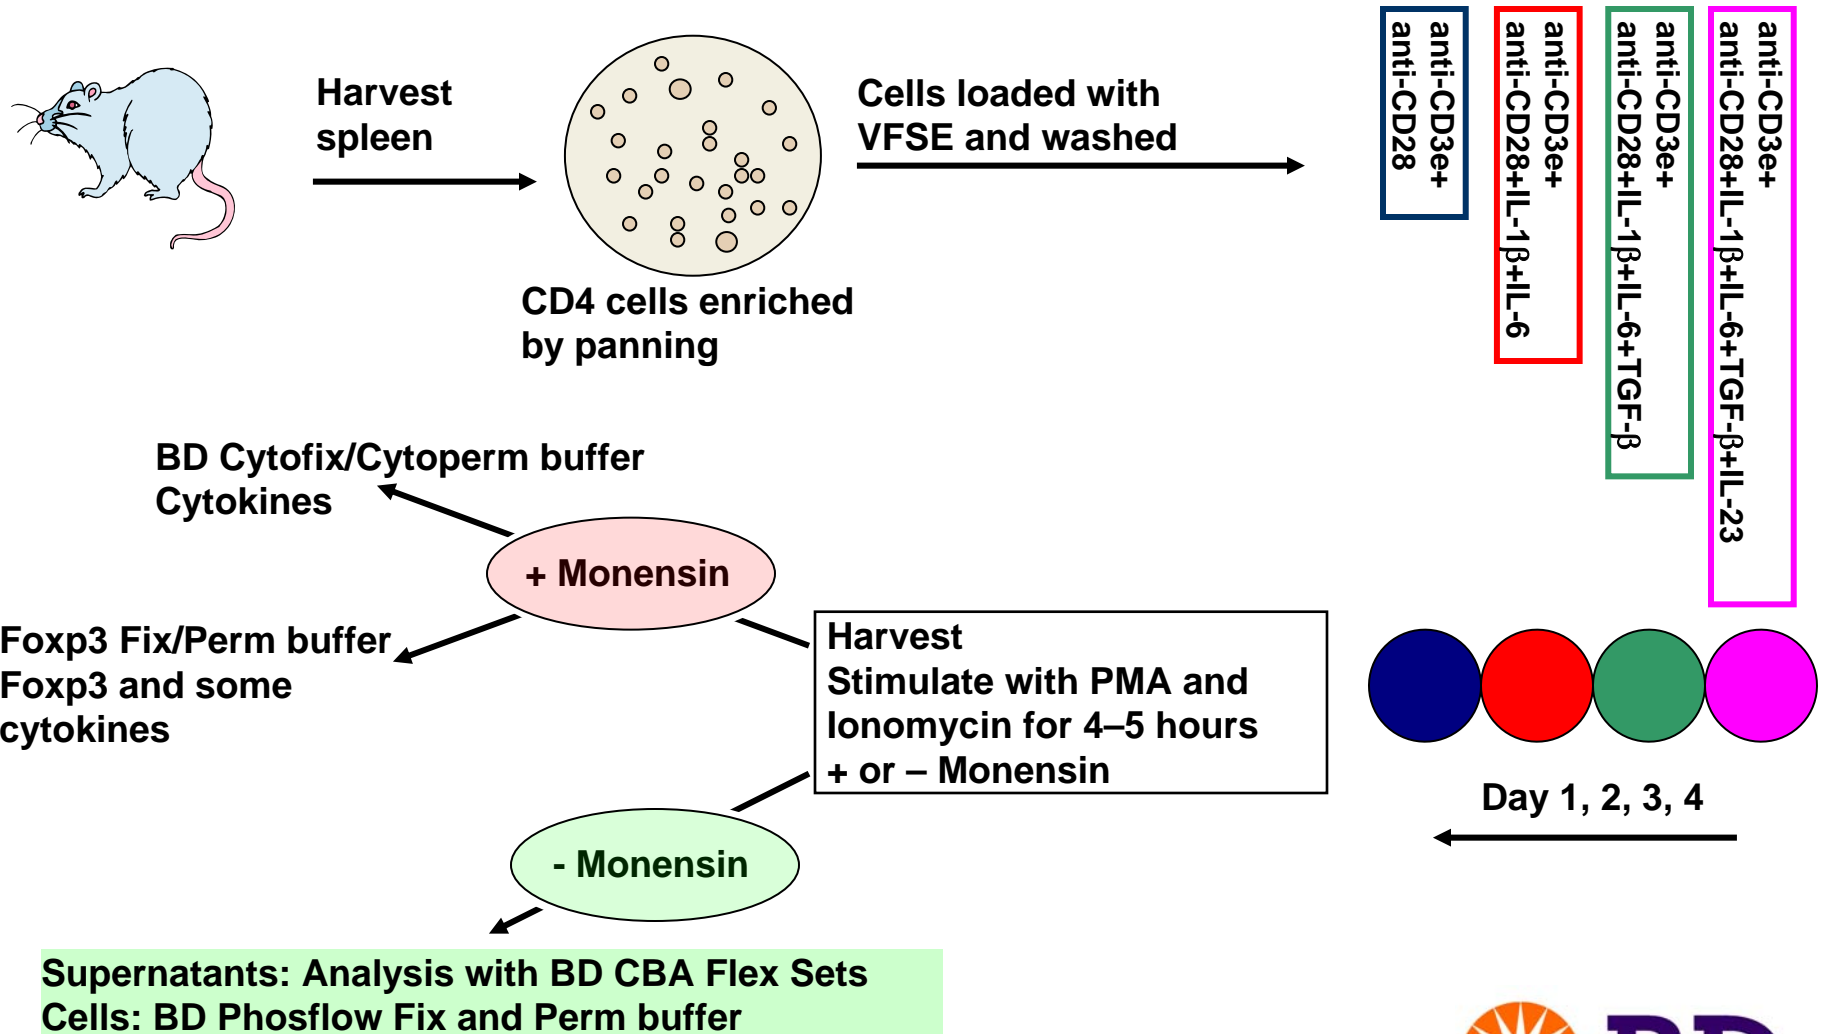 Harvest
spleen
Cells loaded with
VFSE and washed
anti-CD3e+
anti-CD28
anti-CD3e+
anti-CD28+IL-1β+IL-6
anti-CD3e+
anti-CD28+IL-1β+IL-6+TGF-β
anti-CD3e+
anti-CD28+IL-1β+IL-6+TGF-β+IL-23
CD4 cells enriched
by panning
BD Cytofix/Cytoperm buffer
Cytokines
+ Monensin
Foxp3 Fix/Perm buffer
Foxp3 and some
cytokines
Harvest
Stimulate with PMA and
Ionomycin for 4–5 hours
+ or – Monensin
Day 1, 2, 3, 4
- Monensin
Supernatants: Analysis with BD CBA Flex Sets
Cells: BD Phosflow Fix and Perm buffer
BD